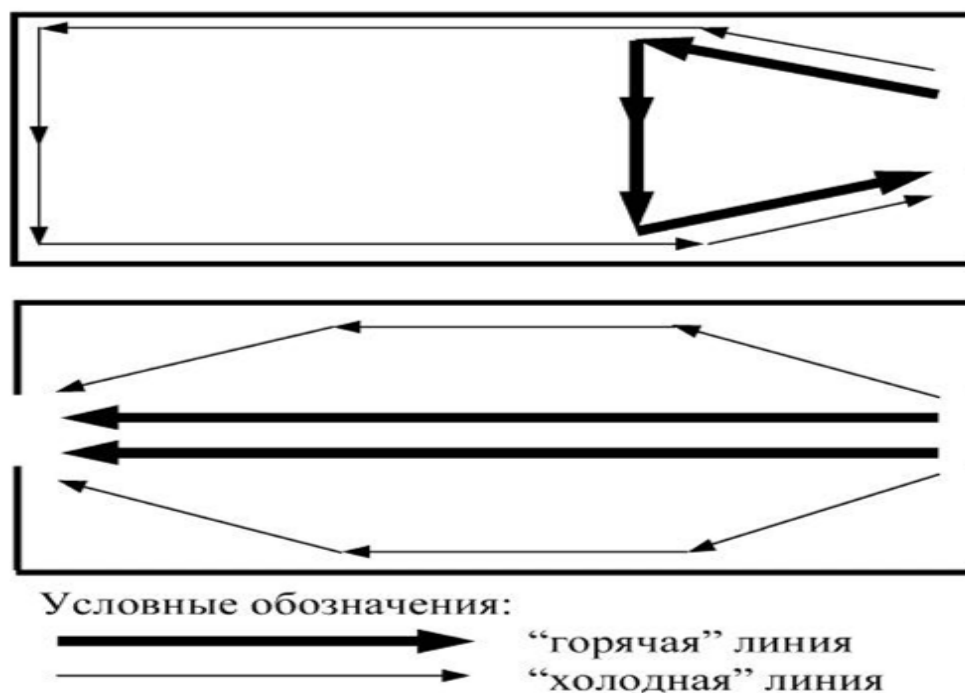 Условные обозначения:
“горячая” линия
“холодная” линия